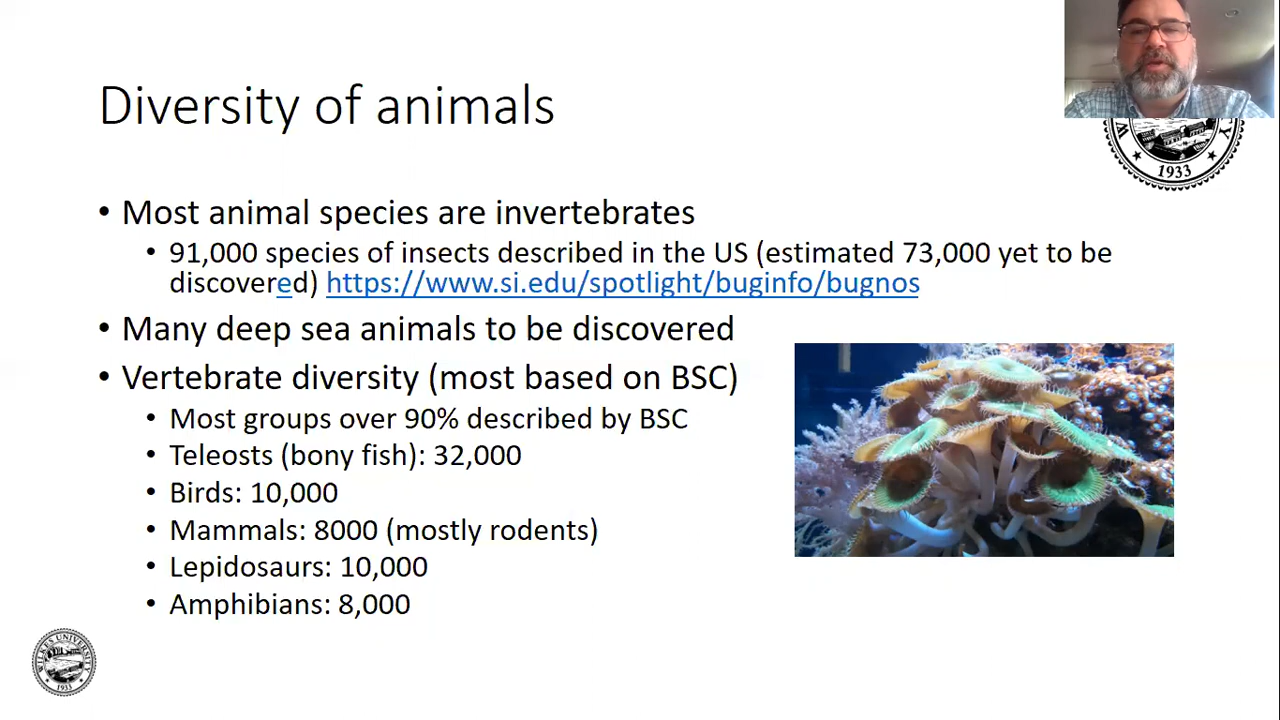 Diversity of animals
1933
• Most animal species are invertebrates
• 91,000 species of insects described in the US (estimated 73,000 yet to be
discovered) https://www.si.edu/spotlight/buginfo/bugnos
• Many deep sea animals to be discovered
• Vertebrate diversity (most based on BSC)
• Most groups over 90% described by BSC
• Teleosts (bony fish): 32,000
• Birds: 10,000
• Mammals: 8000 (mostly rodents)
• Lepidosaurs: 10,000
• Amphibians: 8,000
WILKES UNIVERSITY
1933